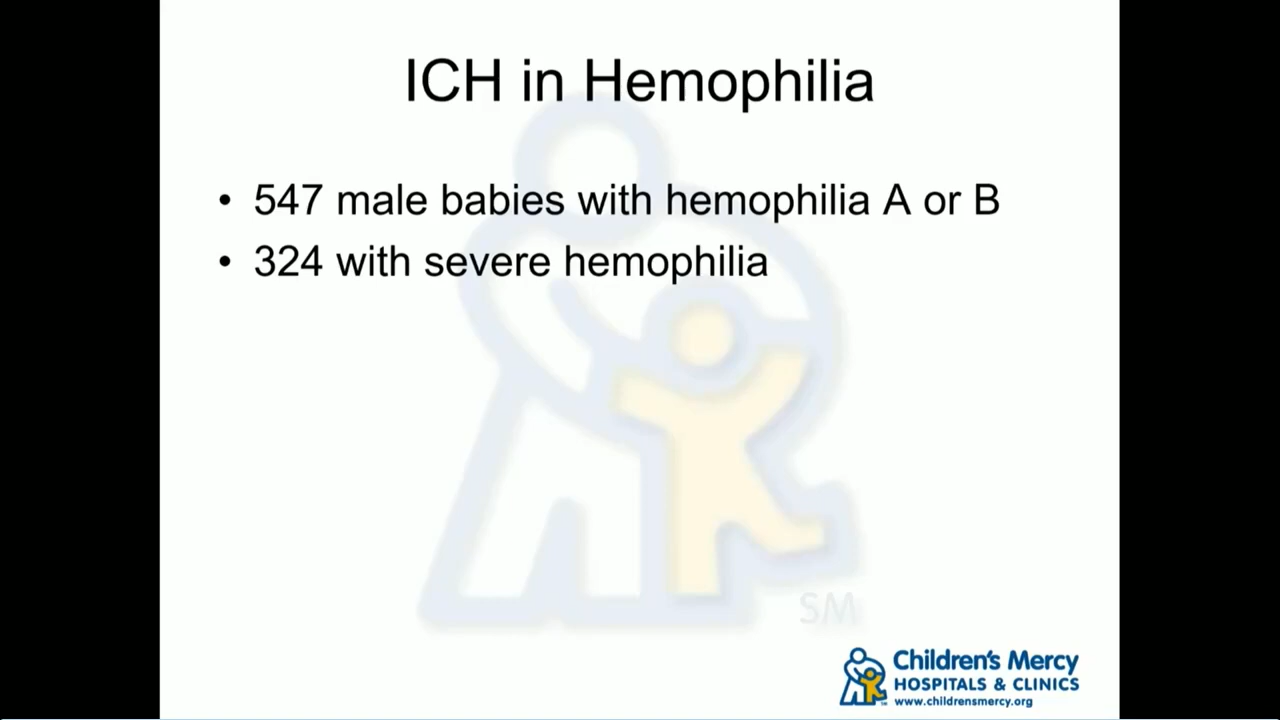 ICH in Hemophilia
• 547 male babies with hemophilia A or B
• 324 with severe hemophilia
SM
Children's Mercy
HOSPITALS & CLINICS
www.childrensmercy.org